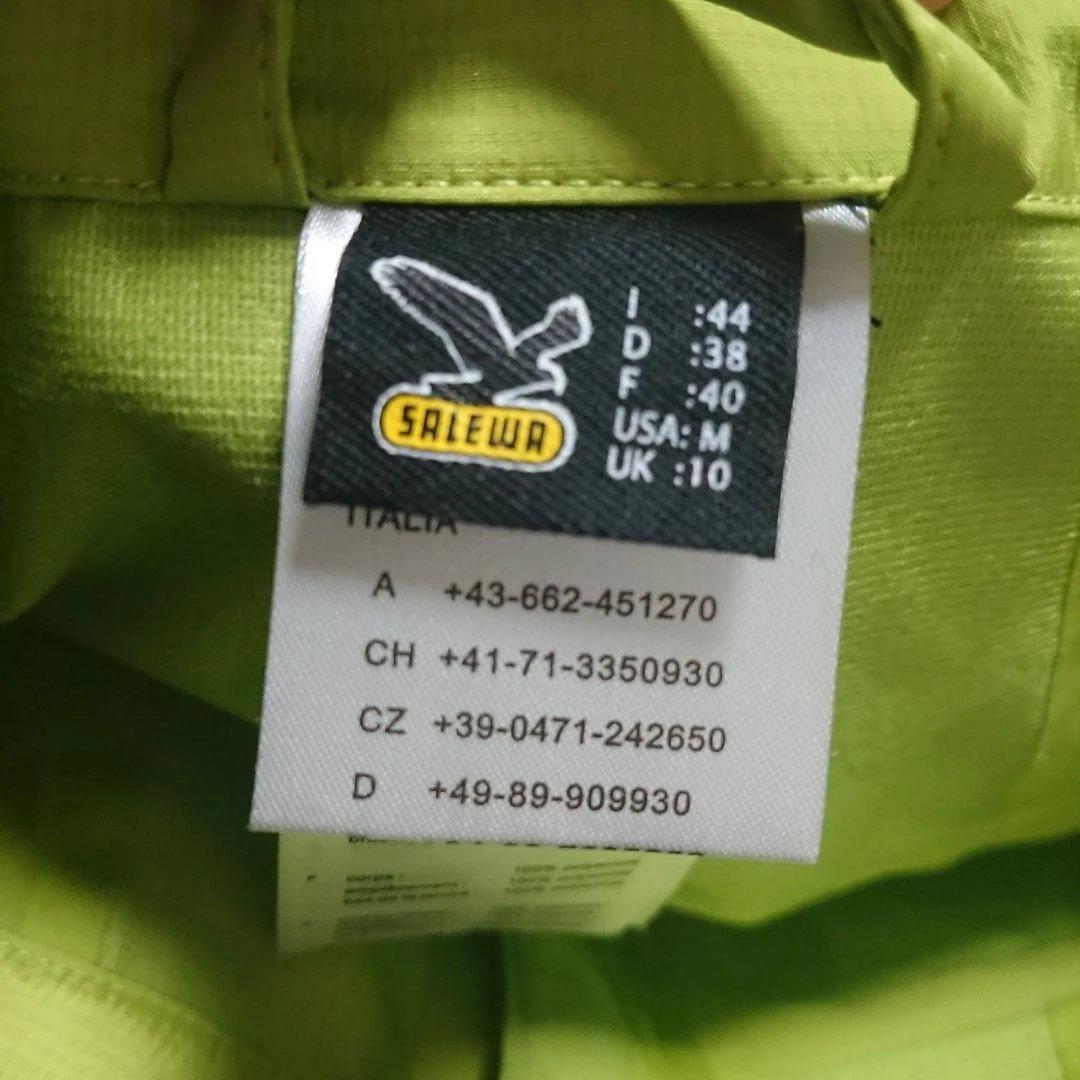 SALEWA
I :44
D :38
F :40
USA: M
UK :10
ITALIA
A +43-662-451270
CH +41-71-3350930
CZ +39-0471-242650
D +49-89-909930
corps :